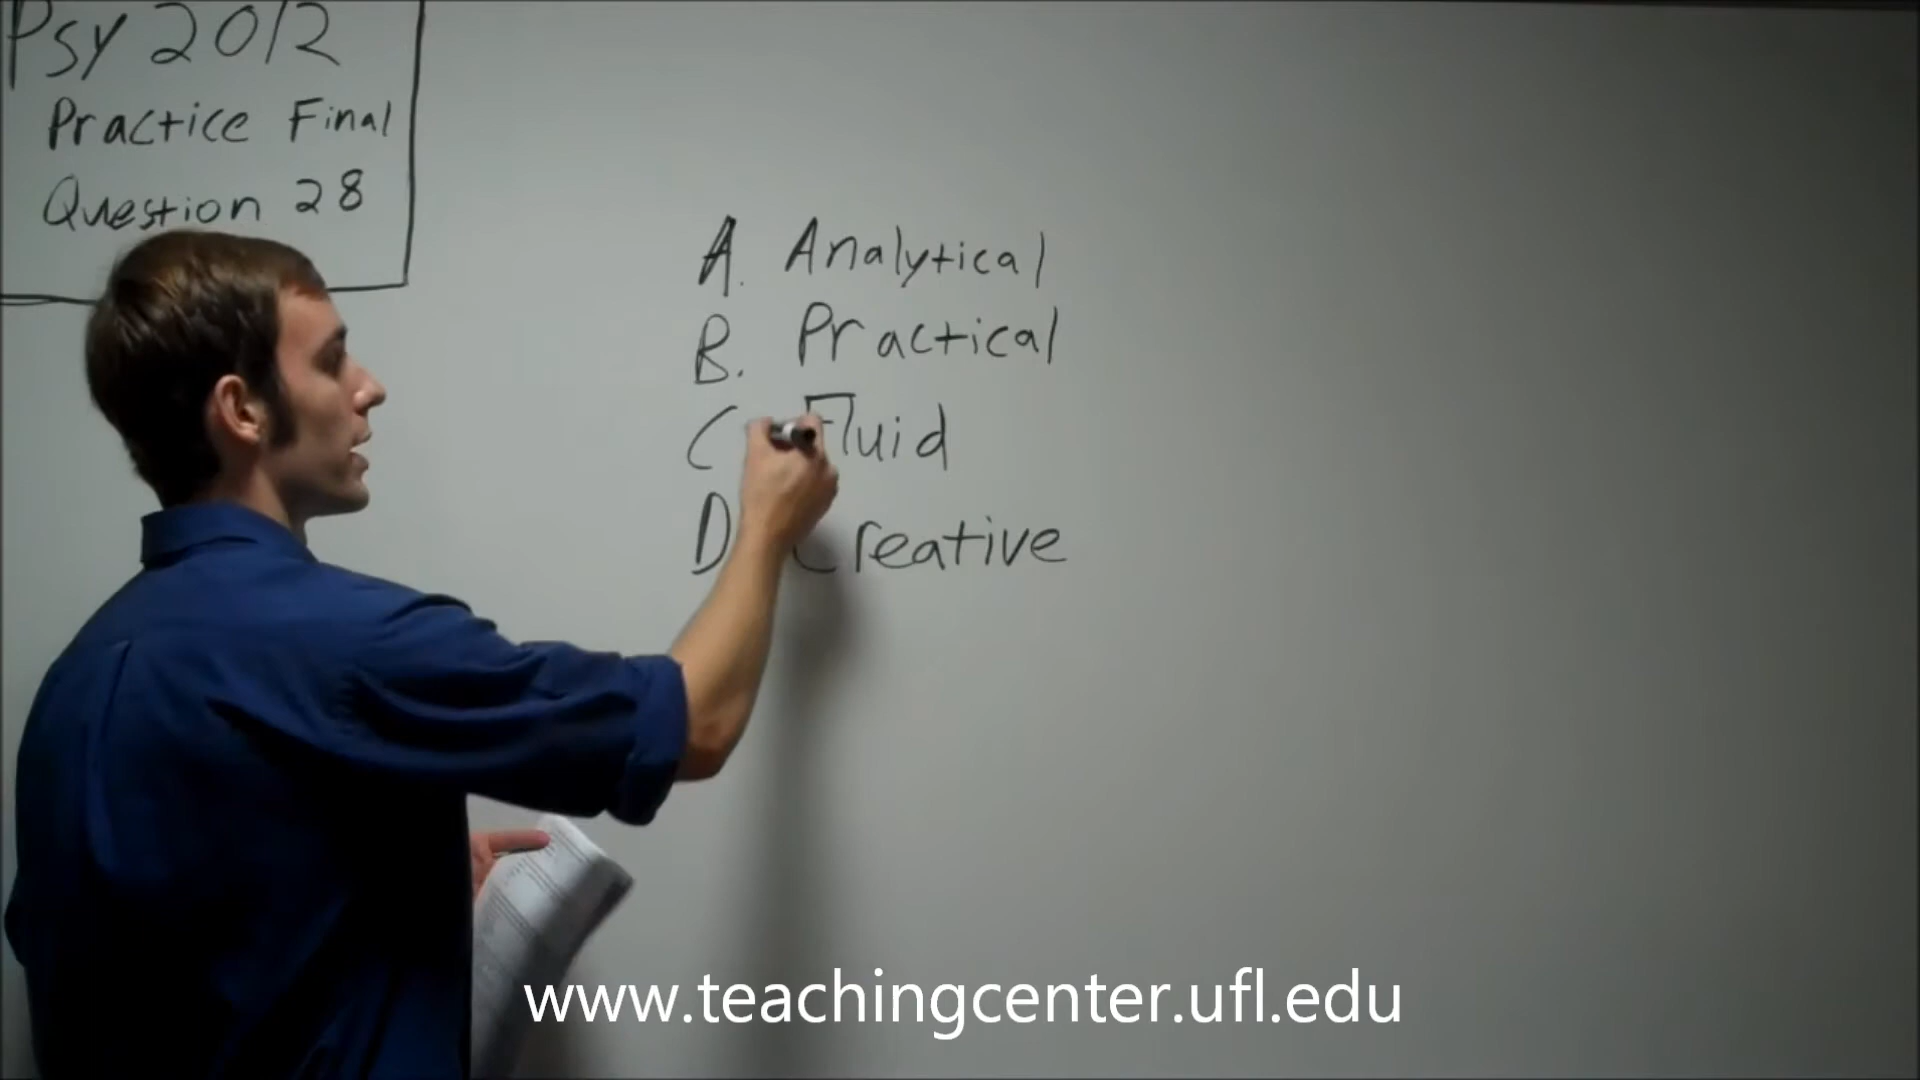 Psy 2012
Practice Final
Question 28
A. Analytical
B. Practical
C Fluid
D Creative
www.teachingcenter.ufl.edu